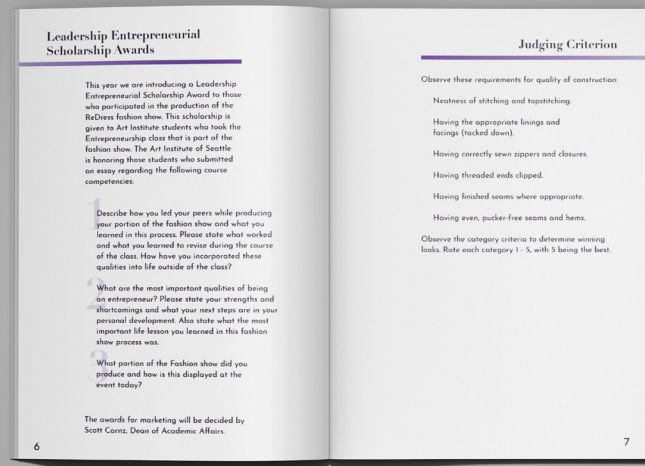 Leadership Entrepreneurial
Scholarship Awards
This year we are introducing a Leadership
Entrepreneurial Scholarship Award to those
who participated in the production of the
ReDress fashion show. This scholarship is
given to Art Institute students who took the
Entrepreneurship class that is part of the
fashion show. The Art Institute of Seattle
is honoring those students who submitted
an essay regarding the following course
competencies:
1
Describe how you led your peers while producing
your portion of the fashion show and what you
learned in this process. Please state what worked
and what you learned to revise during the course
of the class. How have you incorporated these
qualities into life outside of the class?
2
What are the most important qualities of being
an entrepreneur? Please state your strengths and
shortcomings and what your next steps are in your
personal development. Also state what the most
important life lesson you learned in this fashion
show process was.
3
What portion of the Fashion show did you
produce and how is this displayed at the
event today?
The awards for marketing will be decided by
Scott Carnz, Dean of Academic Affairs.
6
Judging Criterion
Observe these requirements for quality of construction:
Neatness of stitching and topstitching.
Having the appropriate linings and
facings (tacked down).
Having correctly sewn zippers and closures.
Having threaded ends clipped.
Having finished seams where appropriate.
Having even, pucker-free seams and hems.
Observe the category criteria to determine winning
looks. Rate each category 1 - 5, with 5 being the best.
7